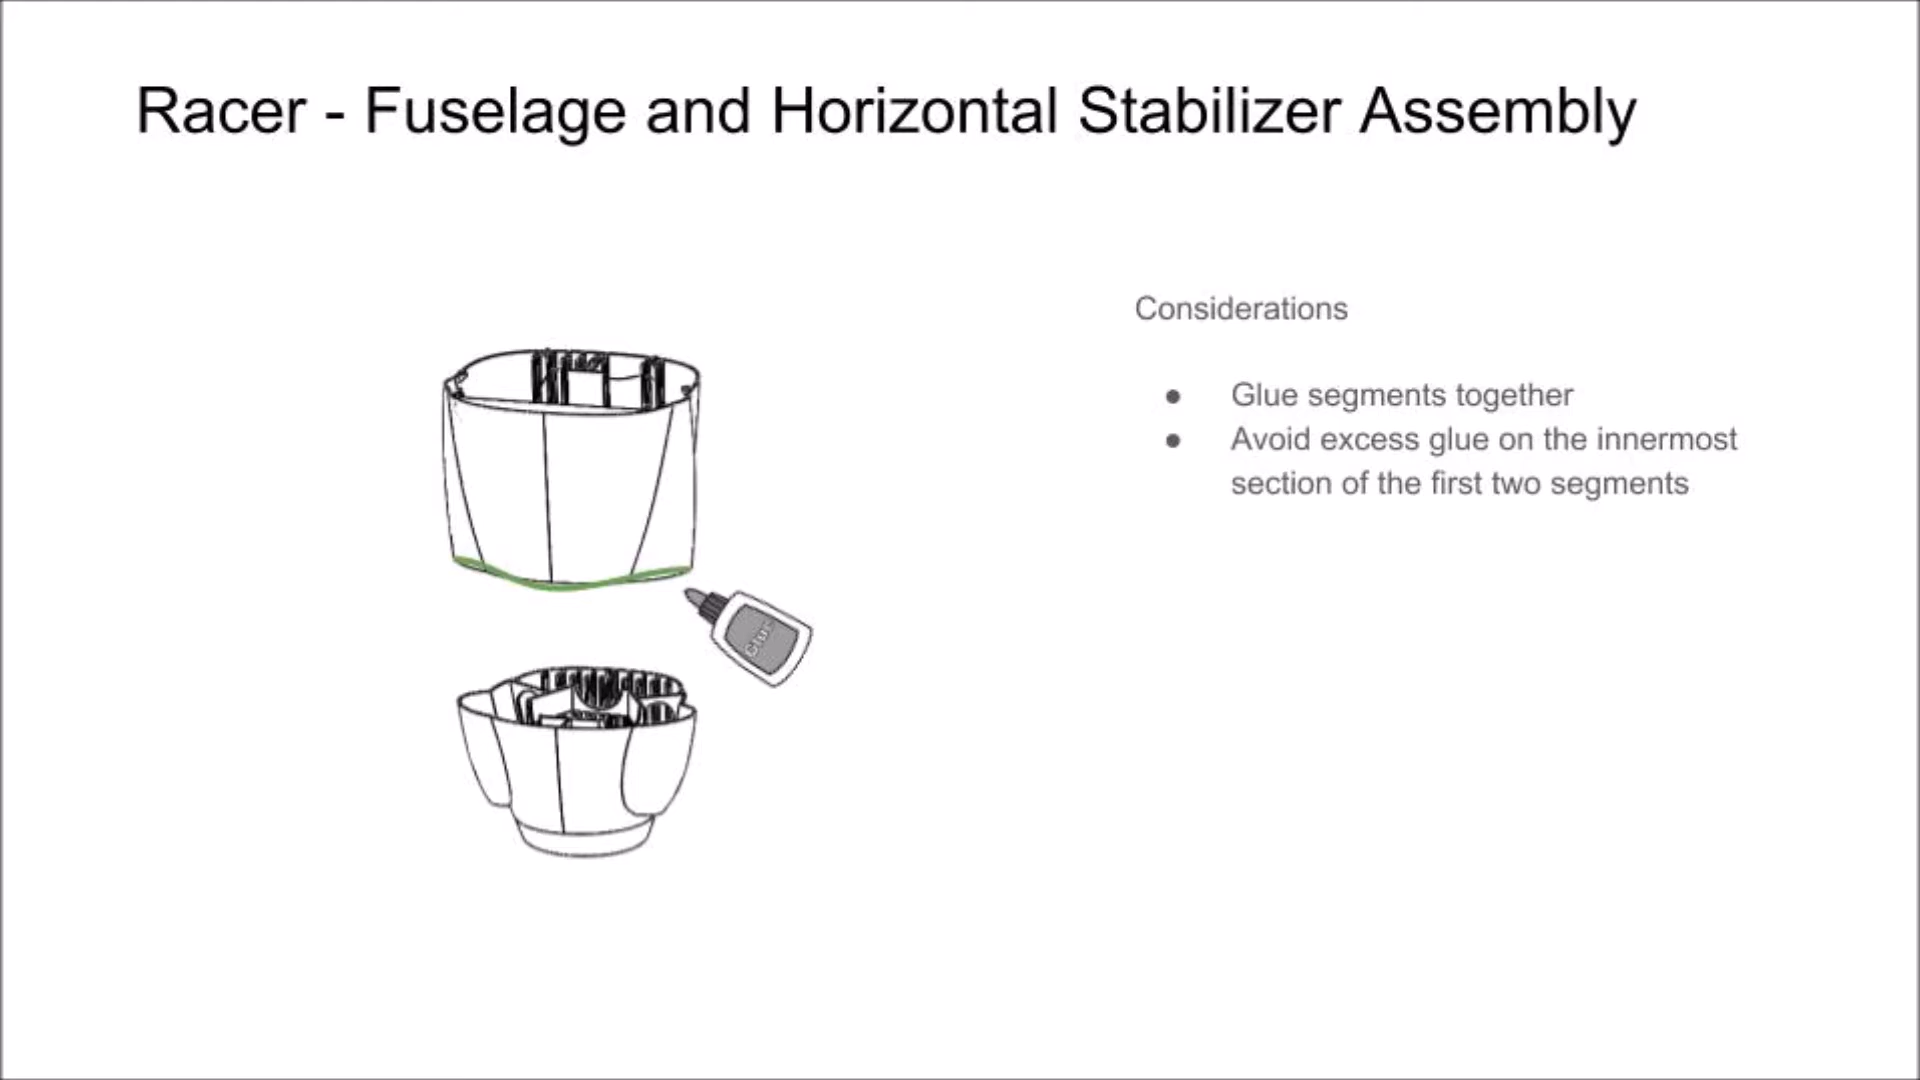 Racer - Fuselage and Horizontal Stabilizer Assembly
Considerations
● Glue segments together
● Avoid excess glue on the innermost
section of the first two segments
Glue